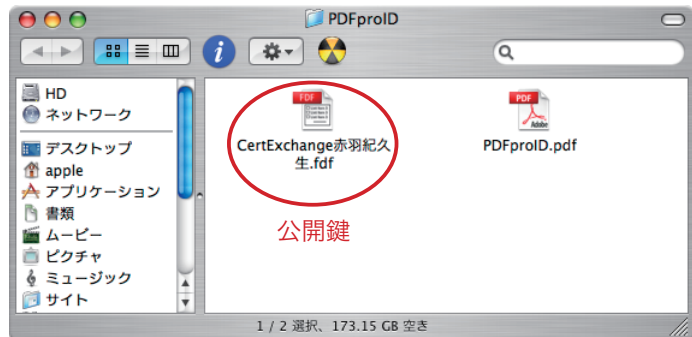 PDFproID
HD
ネットワーク
デスクトップ
apple
アプリケーション
書類
ムービー
ピクチャ
ミュージック
サイト
FDF
CertExchange赤羽紀久
生.fdf
公開鍵
PDF
Adobe
PDFproID.pdf
1 / 2 選択、173.15 GB 空き